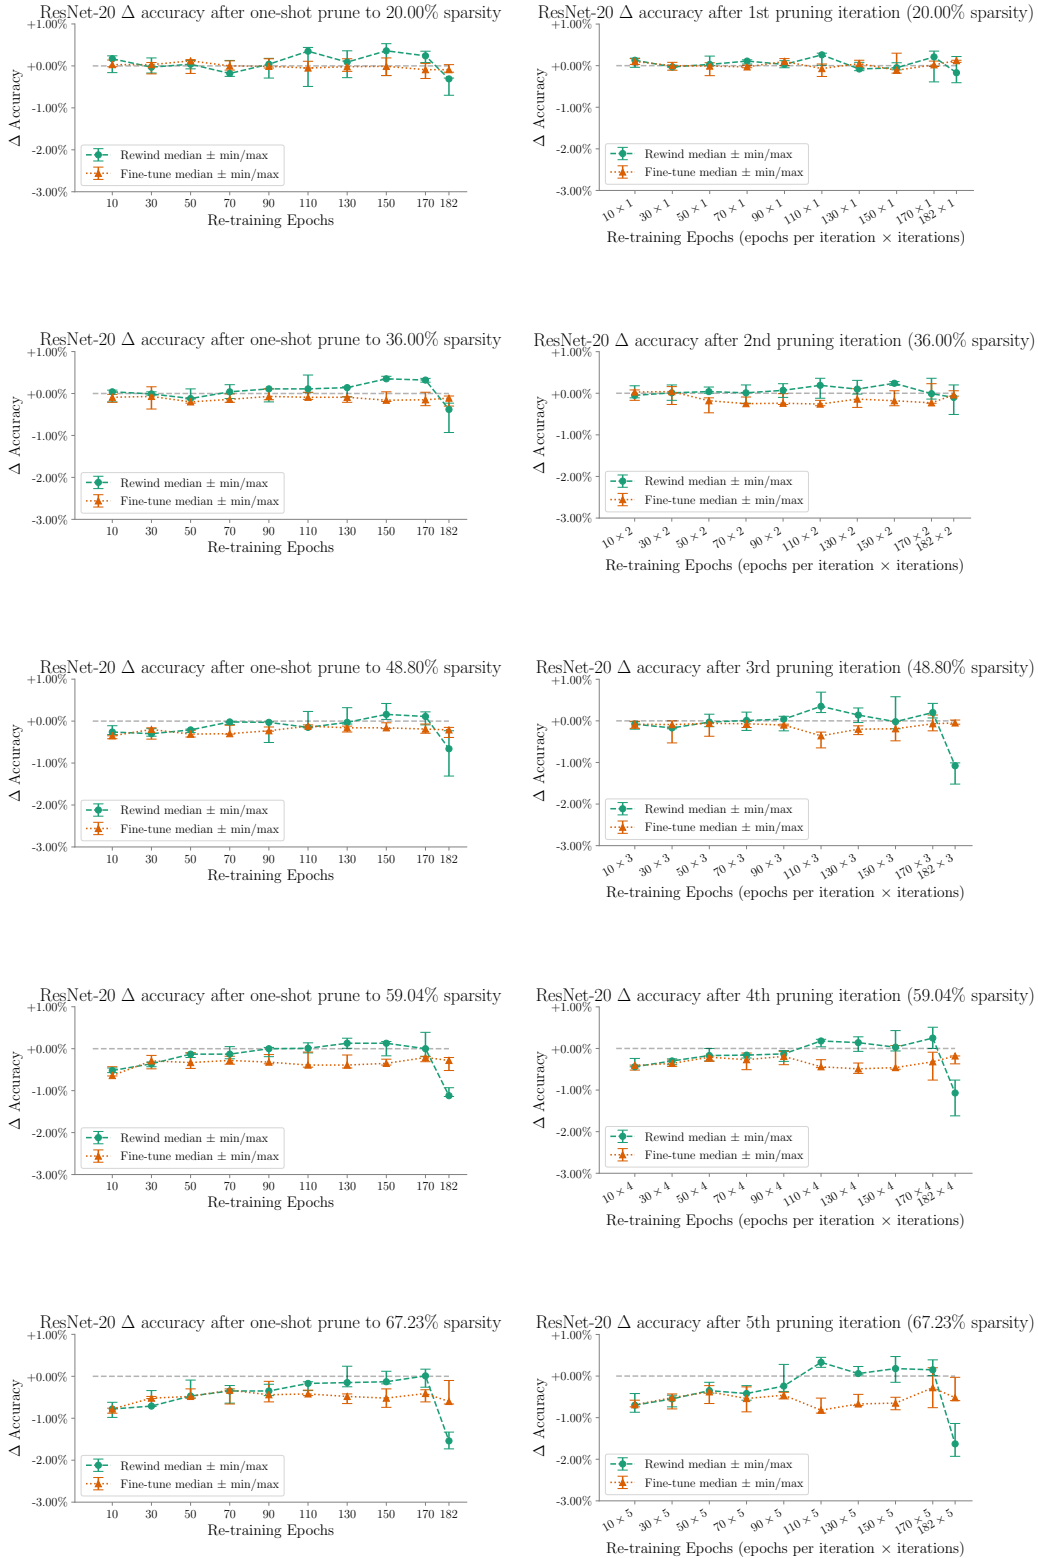 ResNet-20 Δ accuracy after one-shot prune to 20.00% sparsity
+1.00%
+0.00%
-1.00%
-2.00%
-3.00%
Δ Accuracy
Rewind median ± min/max
Fine-tune median ± min/max
10 30 50 70 90 110 130 150 170 182
Re-training Epochs
ResNet-20 Δ accuracy after 1st pruning iteration (20.00% sparsity)
+1.00%
+0.00%
-1.00%
-2.00%
-3.00%
Δ Accuracy
Rewind median ± min/max
Fine-tune median ± min/max
10 × 1 30 × 1 50 × 1 70 × 1 90 × 1 110 × 1 130 × 1 150 × 1 170 × 1 182 × 1
Re-training Epochs (epochs per iteration × iterations)
ResNet-20 Δ accuracy after one-shot prune to 36.00% sparsity
+1.00%
+0.00%
-1.00%
-2.00%
-3.00%
Δ Accuracy
Rewind median ± min/max
Fine-tune median ± min/max
10 30 50 70 90 110 130 150 170 182
Re-training Epochs
ResNet-20 Δ accuracy after 2nd pruning iteration (36.00% sparsity)
+1.00%
+0.00%
-1.00%
-2.00%
-3.00%
Δ Accuracy
Rewind median ± min/max
Fine-tune median ± min/max
10 × 2 30 × 2 50 × 2 70 × 2 90 × 2 110 × 2 130 × 2 150 × 2 170 × 2 182 × 2
Re-training Epochs (epochs per iteration × iterations)
ResNet-20 Δ accuracy after one-shot prune to 48.80% sparsity
+1.00%
+0.00%
-1.00%
-2.00%
-3.00%
Δ Accuracy
Rewind median ± min/max
Fine-tune median ± min/max
10 30 50 70 90 110 130 150 170 182
Re-training Epochs
ResNet-20 Δ accuracy after 3rd pruning iteration (48.80% sparsity)
+1.00%
+0.00%
-1.00%
-2.00%
-3.00%
Δ Accuracy
Rewind median ± min/max
Fine-tune median ± min/max
10 × 3 30 × 3 50 × 3 70 × 3 90 × 3 110 × 3 130 × 3 150 × 3 170 × 3 182 × 3
Re-training Epochs (epochs per iteration × iterations)
ResNet-20 Δ accuracy after one-shot prune to 59.04% sparsity
+1.00%
+0.00%
-1.00%
-2.00%
-3.00%
Δ Accuracy
Rewind median ± min/max
Fine-tune median ± min/max
10 30 50 70 90 110 130 150 170 182
Re-training Epochs
ResNet-20 Δ accuracy after 4th pruning iteration (59.04% sparsity)
+1.00%
+0.00%
-1.00%
-2.00%
-3.00%
Δ Accuracy
Rewind median ± min/max
Fine-tune median ± min/max
10 × 4 30 × 4 50 × 4 70 × 4 90 × 4 110 × 4 130 × 4 150 × 4 170 × 4 182 × 4
Re-training Epochs (epochs per iteration × iterations)
ResNet-20 Δ accuracy after one-shot prune to 67.23% sparsity
+1.00%
+0.00%
-1.00%
-2.00%
-3.00%
Δ Accuracy
Rewind median ± min/max
Fine-tune median ± min/max
10 30 50 70 90 110 130 150 170 182
Re-training Epochs
ResNet-20 Δ accuracy after 5th pruning iteration (67.23% sparsity)
+1.00%
+0.00%
-1.00%
-2.00%
-3.00%
Δ Accuracy
Rewind median ± min/max
Fine-tune median ± min/max
10 × 5 30 × 5 50 × 5 70 × 5 90 × 5 110 × 5 130 × 5 150 × 5 170 × 5 182 × 5
Re-training Epochs (epochs per iteration × iterations)